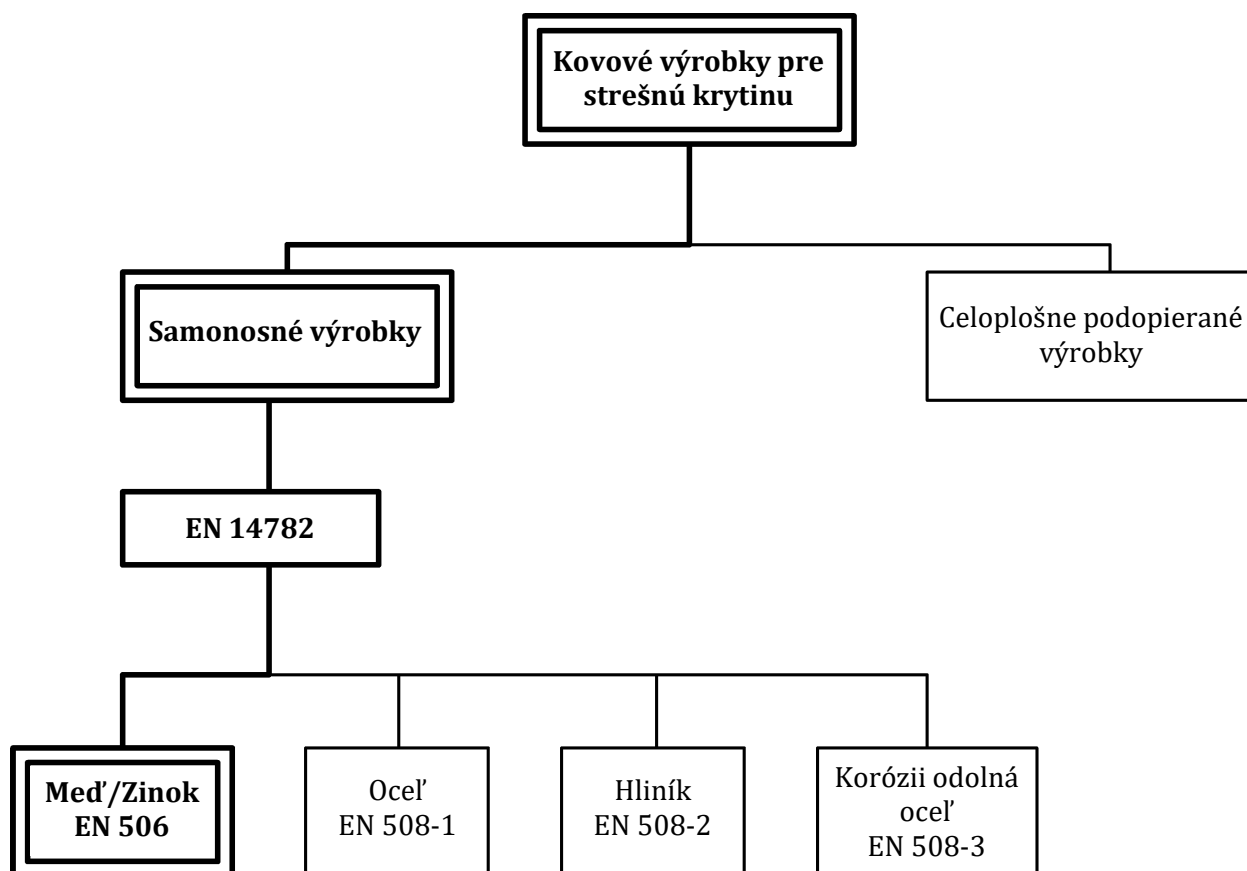 Kovové výrobky pre
strešnú krytinu
Samonosné výrobky
Celoplošne podopierané
výrobky
EN 14782
Meď/Zinok
EN 506
Oceľ
EN 508-1
Hliník
EN 508-2
Korózii odolná
oceľ
EN 508-3